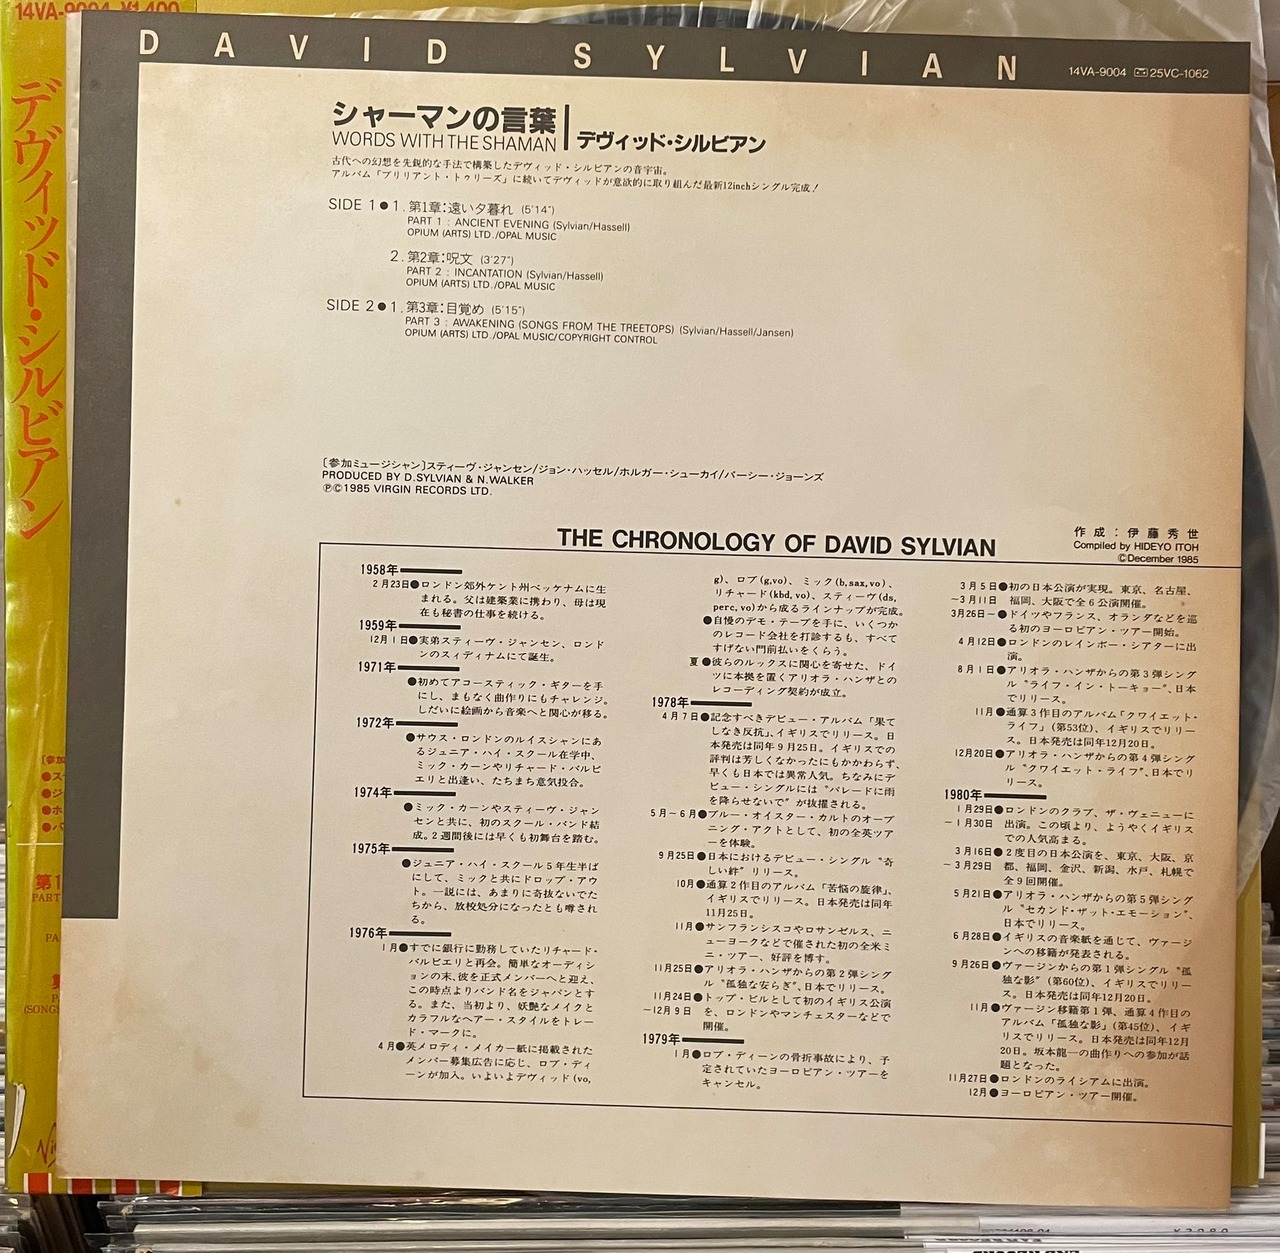 14VA-9004 ¥1,400
デヴィッド・シルビアン
DAVID SYLVIAN
14VA-9004 25VC-1062
シャーマンの言葉
WORDS WITH THE SHAMAN
デヴィッド・シルビアン
古代への幻想を先鋭的な手法で構築したデヴィッド・シルビアンの音宇宙。
アルバム「ブリリアント・トゥリーズ」に続いてデヴィッドが意欲的に取り組んだ最新12inchシングル完成！
SIDE 1●1. 第1章：遠い夕暮れ (5'14")
PART 1 : ANCIENT EVENING (Sylvian/Hassell)
OPIUM (ARTS) LTD./OPAL MUSIC
2. 第2章：呪文 (3'27")
PART 2 : INCANTATION (Sylvian/Hassell)
OPIUM (ARTS) LTD./OPAL MUSIC
SIDE 2●1. 第3章：目覚め (5'15")
PART 3 : AWAKENING (SONGS FROM THE TREETOPS) (Sylvian/Hassell/Jansen)
OPIUM (ARTS) LTD./OPAL MUSIC/COPYRIGHT CONTROL
〔参加ミュージシャン〕スティーヴ・ジャンセン/ジョン・ハッセル/ホルガー・シューカイ/パーシー・ジョーンズ
PRODUCED BY D.SYLVIAN & N.WALKER
Ⓟ©1985 VIRGIN RECORDS LTD.
THE CHRONOLOGY OF DAVID SYLVIAN
作成：伊藤秀世
Compiled by HIDEYO ITOH
©December 1985
1958年
2月23日●ロンドン郊外ケント州ベッケナムに生
まれる。父は建築業に携わり、母は現
在も秘書の仕事を続ける。
1959年
12月1日●実弟スティーヴ・ジャンセン、ロンド
ンのスィディナムにて誕生。
1971年
●初めてアコースティック・ギターを手
にし、まもなく曲作りにもチャレンジ。
しだいに絵画から音楽へと関心が移る。
1972年
●サウス・ロンドンのルイスシャンにあ
るジュニア・ハイ・スクール在学中、
ミック・カーンやリチャード・バルビ
エリと出逢い、たちまち意気投合。
1974年
●ミック・カーンやスティーヴ・ジャン
センと共に、初のスクール・バンド結
成。2週間後には早くも初舞台を踏む。
1975年
●ジュニア・ハイ・スクール5年生半ば
にして、ミックと共にドロップ・アウ
ト。一説には、あまりに奇抜ないでた
ちから、放校処分になったとも噂され
る。
1976年
1月●すでに銀行に勤務していたリチャード・
バルビエリと再会。簡単なオーディシ
ョンの末、彼を正式メンバーへと迎え、
この時点よりバンド名をジャパンとす
る。また、当初より、妖艶なメイクと
カラフルなヘアー・スタイルをトレー
ド・マークに。
4月●英メロディ・メイカー紙に掲載された
メンバー募集広告に応じ、ロブ・ディ
ーンが加入。いよいよデヴィッド(vo,
g)、ロブ(g,vo)、ミック(b,sax,vo)、
リチャード(kbd,vo)、スティーヴ(ds,
perc,vo)から成るラインナップが完成。
●自慢のデモ・テープを手に、いくつか
のレコード会社を打診するも、すべて
すげない門前払いをくらう。
夏●彼らのルックスに関心を寄せた、ドイ
ツに本拠を置くアリオラ・ハンザとの
レコーディング契約が成立。
1978年
4月7日●記念すべきデビュー・アルバム「果て
しなき反抗」、イギリスでリリース。日
本発売は同年9月25日。イギリスでの
評判は芳しくなかったにもかかわらず、
早くも日本では異常人気。ちなみにデ
ビュー・シングルには〝パレードに雨
を降らせないで〟が抜擢される。
5月～6月●ブルー・オイスター・カルトのオープ
ニング・アクトとして、初の全英ツア
ーを体験。
9月25日●日本におけるデビュー・シングル〝奇
しい絆〟リリース。
10月●通算2作目のアルバム「苦悩の旋律」、
イギリスでリリース。日本発売は同年
11月25日。
11月●サンフランシスコやロサンゼルス、ニ
ューヨークなどで催された初の全米ミ
ニ・ツアー、好評を博す。
11月25日●アリオラ・ハンザからの第2弾シング
ル〝孤独な安らぎ〟、日本でリリース。
11月24日●トップ・ビルとして初のイギリス公演
～12月9日 を、ロンドンやマンチェスターなどで
開催。
1979年
1月●ロブ・ディーンの骨折事故により、予
定されていたヨーロピアン・ツアーを
キャンセル。
3月5日●初の日本公演が実現。東京、名古屋、
～3月11日 福岡、大阪で全6公演開催。
3月26日～●ドイツやフランス、オランダなどを巡
る初のヨーロピアン・ツアー開始。
4月12日●ロンドンのレインボー・シアターに出
演。
8月1日●アリオラ・ハンザからの第3弾シング
ル〝ライフ・イン・トーキョー〟、日本
でリリース。
11月●通算3作目のアルバム「クワイエット・
ライフ」(第53位)、イギリスでリリー
ス。日本発売は同年12月20日。
12月20日●アリオラ・ハンザからの第4弾シング
ル〝クワイエット・ライフ〟、日本でリ
リース。
1980年
1月29日●ロンドンのクラブ、ザ・ヴェニューに
～1月30日 出演。この頃より、ようやくイギリス
での人気高まる。
3月16日●2度目の日本公演を、東京、大阪、京
～3月29日 都、福岡、金沢、新潟、水戸、札幌で
全9回開催。
5月21日●アリオラ・ハンザからの第5弾シング
ル〝セカンド・ザット・エモーション〟、
日本でリリース。
6月28日●イギリスの音楽紙を通じて、ヴァージ
ンへの移籍が発表される。
9月26日●ヴァージンからの第1弾シングル〝孤
独な影〟(第60位)、イギリスでリリー
ス。日本発売は同年12月20日。
11月●ヴァージン移籍第1弾、通算4作目の
アルバム「孤独な影」(第45位)、イギ
リスでリリース。日本発売は同年12月
20日。坂本龍一の曲作りへの参加が話
題となった。
11月27日●ロンドンのライシアムに出演。
12月●ヨーロピアン・ツアー開催。